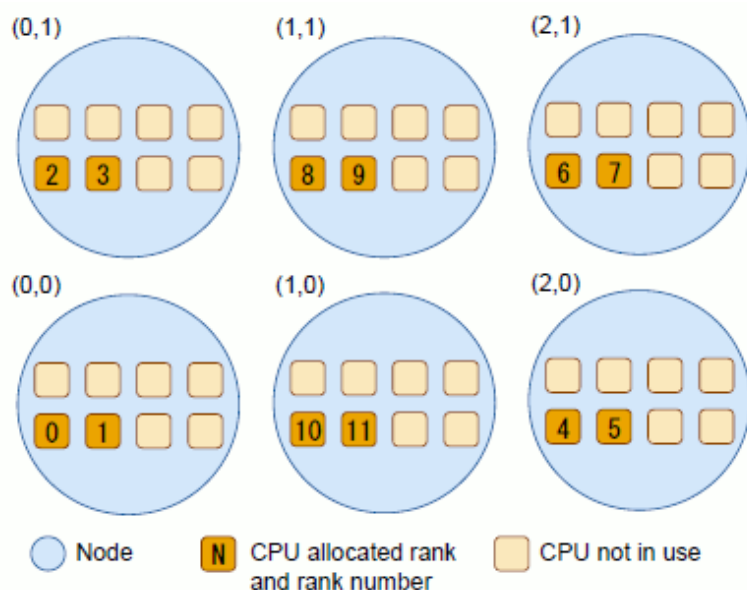 (0,1) (1,1) (2,1)
2 3 8 9 6 7
(0,0) (1,0) (2,0)
0 1 10 11 4 5
Node N CPU allocated rank CPU not in use
and rank number